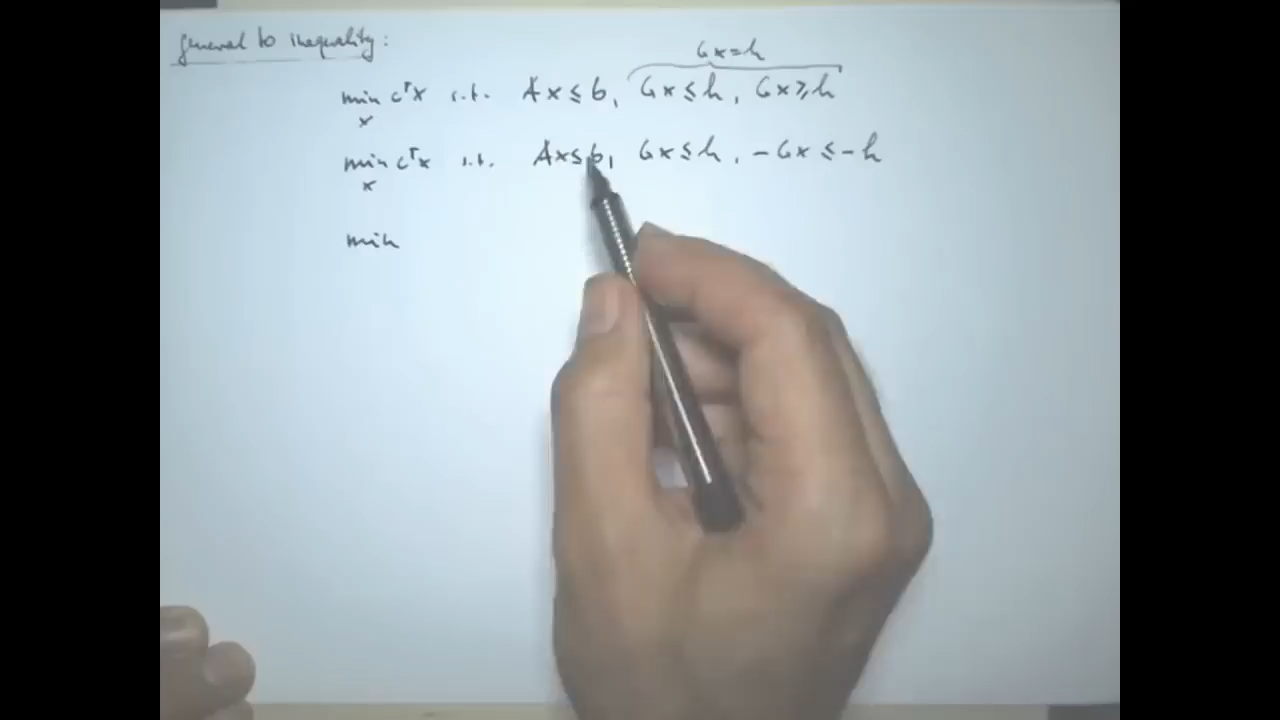 general to inequality:
Gx=h
min cᵀx s.t. Ax≤b, Gx≤h, Gx≥h
x
min cᵀx s.t. Ax≤b, Gx≤h, -Gx≤-h
x
min